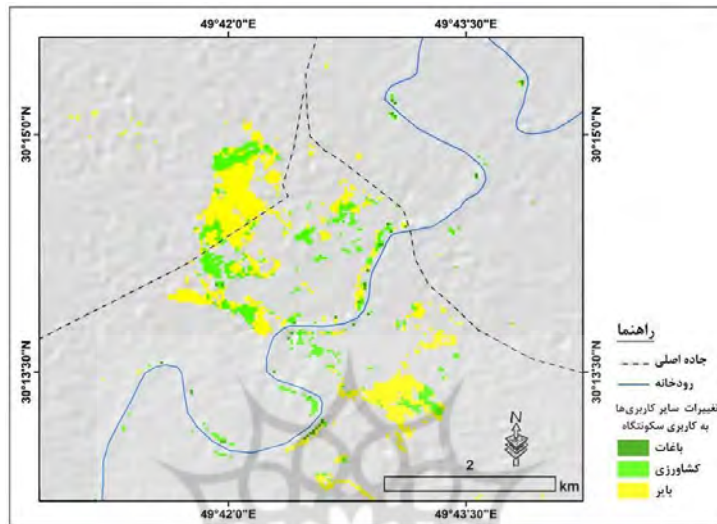 49°42'0"E
49°43'30"E
30°15'0"N
30°15'0"N
30°13'30"N
30°13'30"N
راهنما
جاده اصلی
رودخانه
تغییرات سایر کاربری‌ها
به کاربری سکونتگاه
باغات
کشاورزی
بایر
N
2
km
49°42'0"E
49°43'30"E